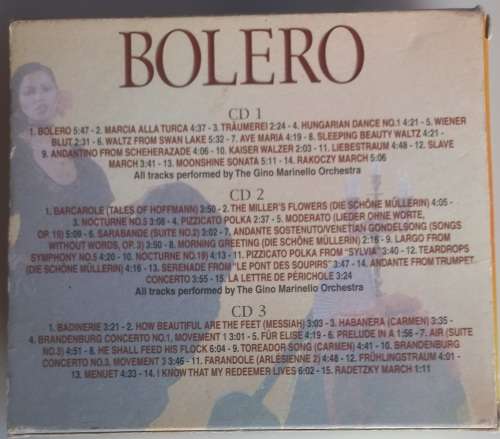 BOLERO
CD 1
1. BOLERO 5:47 - 2. MARCIA ALLA TURCA 4:37 - 3. TRÄUMEREI 2:24 - 4. HUNGARIAN DANCE NO.1 4:21 - 5. WIENER
BLUT 2:31 - 6. WALTZ FROM SWAN LAKE 5:32 - 7. AVE MARIA 4:19 - 8. SLEEPING BEAUTY WALTZ 4:21 -
9. ANDANTINO FROM SCHEHERAZADE 4:06 - 10. KAISER WALZER 2:03 - 11. LIEBESTRAUM 4:48 - 12. SLAVE
MARCH 3:41 - 13. MOONSHINE SONATA 5:11 - 14. RAKOCZY MARCH 5:06
All tracks performed by The Gino Marinello Orchestra
CD 2
1. BARCAROLE (TALES OF HOFFMANN) 3:50 - 2. THE MILLER'S FLOWERS (DIE SCHÖNE MÜLLERIN) 4:05 -
3. NOCTURNE NO.5 3:08 - 4. PIZZICATO POLKA 2:37 - 5. MODERATO (LIEDER OHNE WORTE,
OP.19) 5:08 - 6. SARABANDE (SUITE NO.2) 3:02 - 7. ANDANTE SOSTENUTO/VENETIAN GONDELSONG (SONGS
WITHOUT WORDS, OP.3) 3:50 - 8. MORNING GREETING (DIE SCHÖNE MÜLLERIN) 2:16 - 9. LARGO FROM
SYMPHONY NO.5 4:20 - 10. NOCTURNE NO.19) 4:13 - 11. PIZZICATO POLKA FROM "SYLVIA" 4:30 - 12. TEARDROPS
(DIE SCHÖNE MÜLLERIN) 4:16 - 13. SERENADE FROM "LE PONT DES SOUPIRS" 3:47 - 14. ANDANTE FROM TRUMPET
CONCERTO 3:55 - 15. LA LETTRE DE PÉRICHOLE 3:24
All tracks performed by The Gino Marinello Orchestra
CD 3
1. BADINERIE 3:21 - 2. HOW BEAUTIFUL ARE THE FEET (MESSIAH) 3:03 - 3. HABANERA (CARMEN) 3:35 -
4. BRANDENBURG CONCERTO NO.1, MOVEMENT 1 3:01 - 5. FÜR ELISE 4:19 - 6. PRELUDE IN A 1:56 - 7. AIR (SUITE
NO.3) 4:51 - 8. HE SHALL FEED HIS FLOCK 6:04 - 9. TOREADOR-SONG (CARMEN) 4:41 - 10. BRANDENBURG
CONCERTO NO.3, MOVEMENT 3 3:46 - 11. FARANDOLE (ARLÉSIENNE 2) 4:48 - 12. FRÜHLINGSTRAUM 4:01 -
13. MENUET 4:33 - 14. I KNOW THAT MY REDEEMER LIVES 6:02 - 15. RADETZKY MARCH 1:11